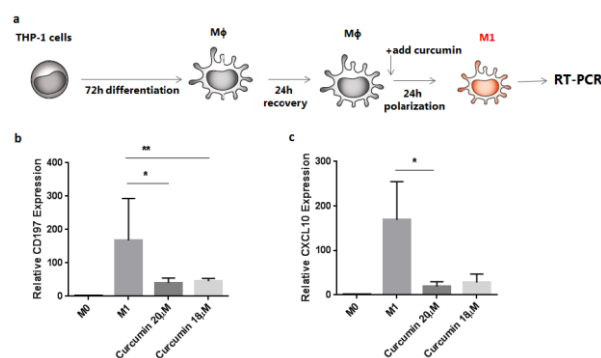 a
THP-1 cells
Mϕ
Mϕ
+add curcumin
M1
72h differentiation
24h
recovery
24h
polarization
RT-PCR
b
Relative CD197 Expression
400
300
200
100
0
**
*
M0
M1
Curcumin 20µM
Curcumin 18µM
c
Relative CXCL10 Expression
300
200
100
0
*
M0
M1
Curcumin 20µM
Curcumin 18µM